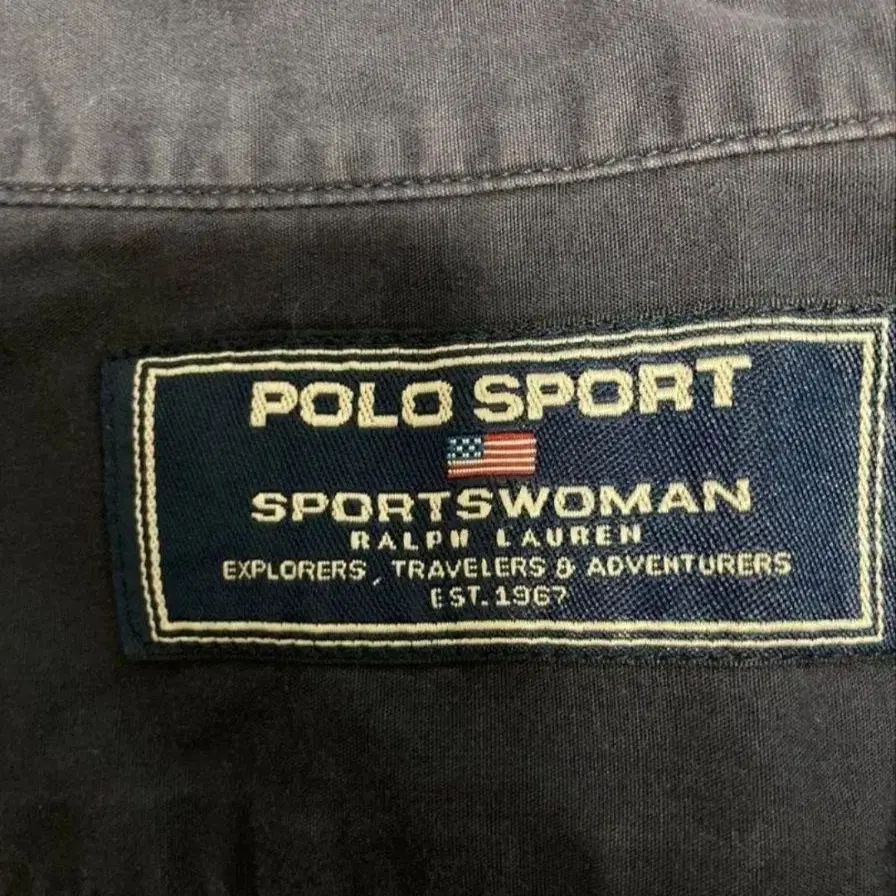 POLO SPORT
SPORTSWOMAN
RALPH LAUREN
EXPLORERS, TRAVELERS & ADVENTURERS
EST. 1967